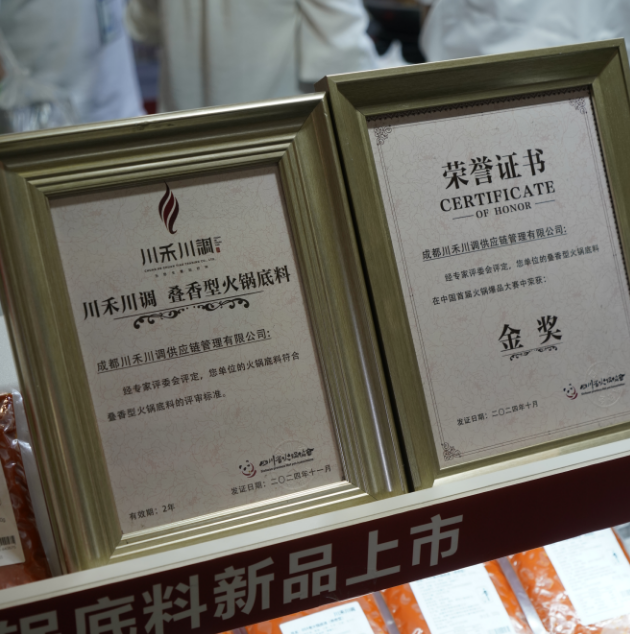 川禾川調
川禾川调 叠香型火锅底料
成都川禾川调供应链管理有限公司:
经专家评委会评定，您单位的火锅底料符合
叠香型火锅底料的评审标准。
发证日期：二〇二四年十一月
有效期：2年
荣誉证书
CERTIFICATE
OF HONOR
成都川禾川调供应链管理有限公司:
经专家评委会评定，您单位的叠香型火锅底料
在中国首届火锅爆品大赛中荣获：
金奖
发证日期：二〇二四年十月
锅底料新品上市